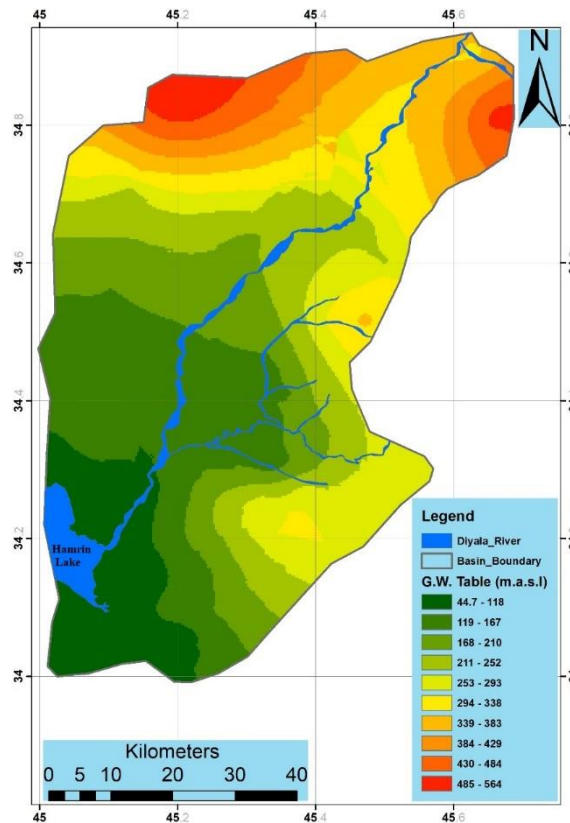 45 45.2 45.4 45.6
N
34.8
34.6
34.4
34.2
34
Hamrin
Lake
Legend
Diyala_River
Basin_Boundary
G.W. Table (m.a.s.l)
44.7 - 118
119 - 167
168 - 210
211 - 252
253 - 293
294 - 338
339 - 383
384 - 429
430 - 484
485 - 564
Kilometers
0 5 10 20 30 40
45 45.2 45.4 45.6